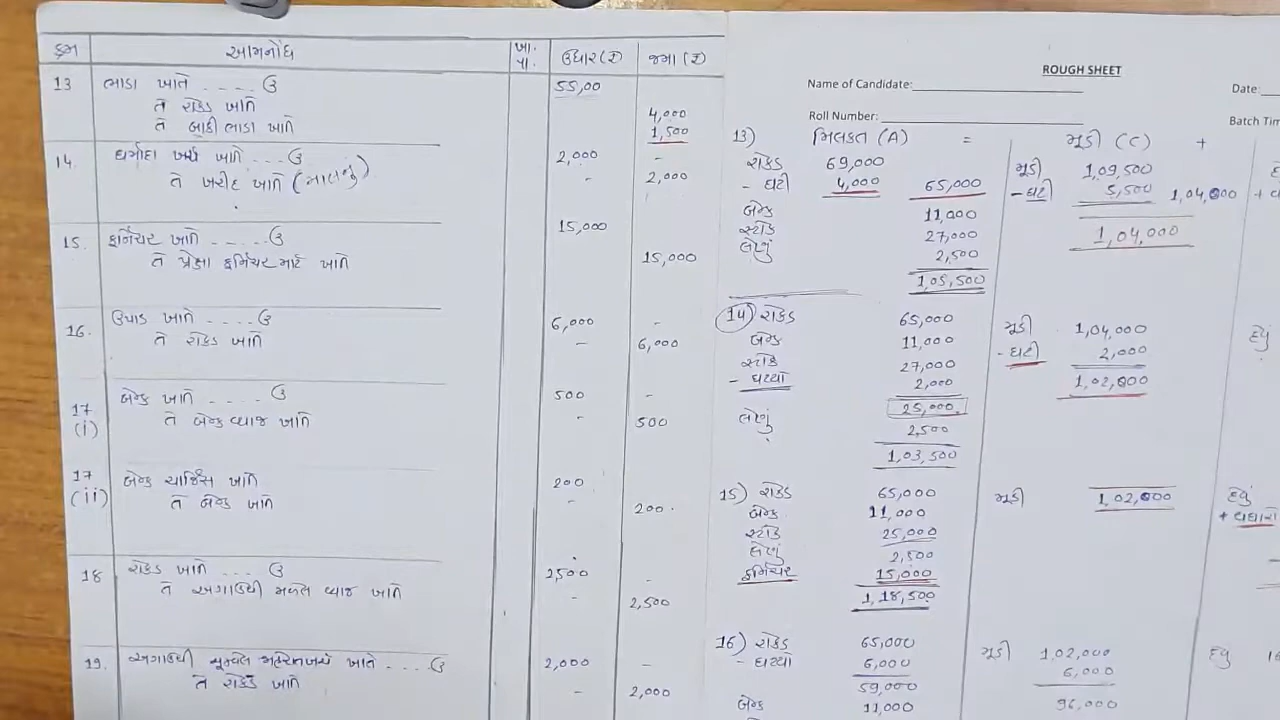 ક્રમ આમનોંધ ખા. પા. ઉધાર(₹) જમા(₹)
13 ભાડા ખાતે .... ઉ 55,00
તે રોકડ ખાતે 4,000
તે બાકી ભાડા ખાતે 1,500
14 ધર્માદા ખર્ચ ખાતે ... ઉ 2,000 -
તે ખરીદ ખાતે (માલનું) - 2,000
15. ફર્નિચર ખાતે ..... ઉ 15,000
તે પ્રેક્ષા ફર્નિચર માર્ટ ખાતે 15,000
16. ઉપાડ ખાતે .... ઉ 6,000 -
તે રોકડ ખાતે - 6,000
17 (i) બેન્ક ખાતે .... ઉ 500 -
તે બેન્ક વ્યાજ ખાતે - 500
17 (ii) બેન્ક ચાર્જિસ ખાતે 200 -
તે બેન્ક ખાતે - 200.
18 રોકડ ખાતે .... ઉ 2,500 -
તે અગાઉથી મળેલ વ્યાજ ખાતે - 2,500
19. અગાઉથી ચૂકવેલ ખાતે .... ઉ 2,000 -
તે રોકડ ખાતે - 2,000
ROUGH SHEET
Name of Candidate:
Date:
Roll Number:
Batch Tim
13) મિલકત (A) = મૂડી (C) +
રોકડ 69,000 મૂડી 1,09,500
- ઘટી 4,000 65,000 - ઘટી 5,500 1,04,000
બેન્ક 11,000 1,04,000
સ્ટોક 27,000
લેણું 2,500
1,05,500
14) રોકડ 65,000 મૂડી 1,04,000 દેવું
બેન્ક 11,000 - ઘટી 2,000
સ્ટોક 27,000 1,02,000
- ઘટ્યો 2,000
25,000
લેણું 2,500
1,03,500
15) રોકડ 65,000 મૂડી 1,02,000 દેવું
બેન્ક 11,000 + વધારો
સ્ટોક 25,000
લેણું 2,500
ફર્નિચર 15,000
1,18,500
16) રોકડ 65,000 મૂડી 1,02,000 દેવું
- ઘટ્યો 6,000 6,000
59,000 96,000
બેન્ક 11,000